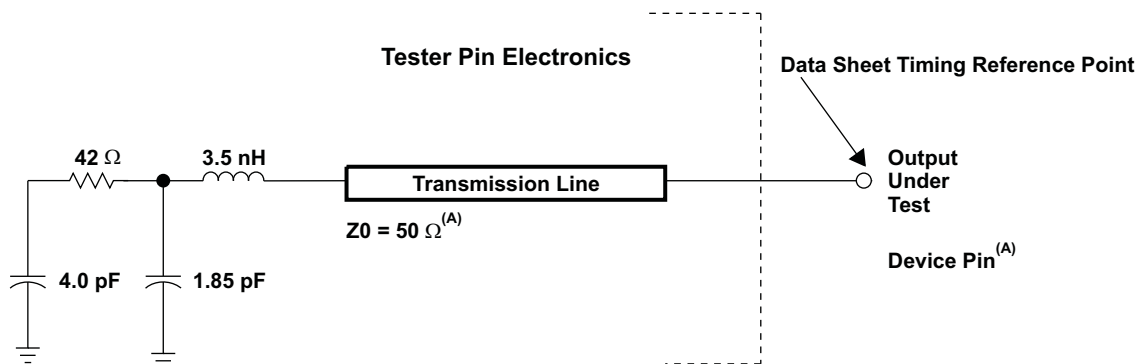 Tester Pin Electronics
Data Sheet Timing Reference Point
42 Ω
3.5 nH
Transmission Line
Output
Under
Test
Z0 = 50 Ω(A)
Device Pin(A)
4.0 pF
1.85 pF